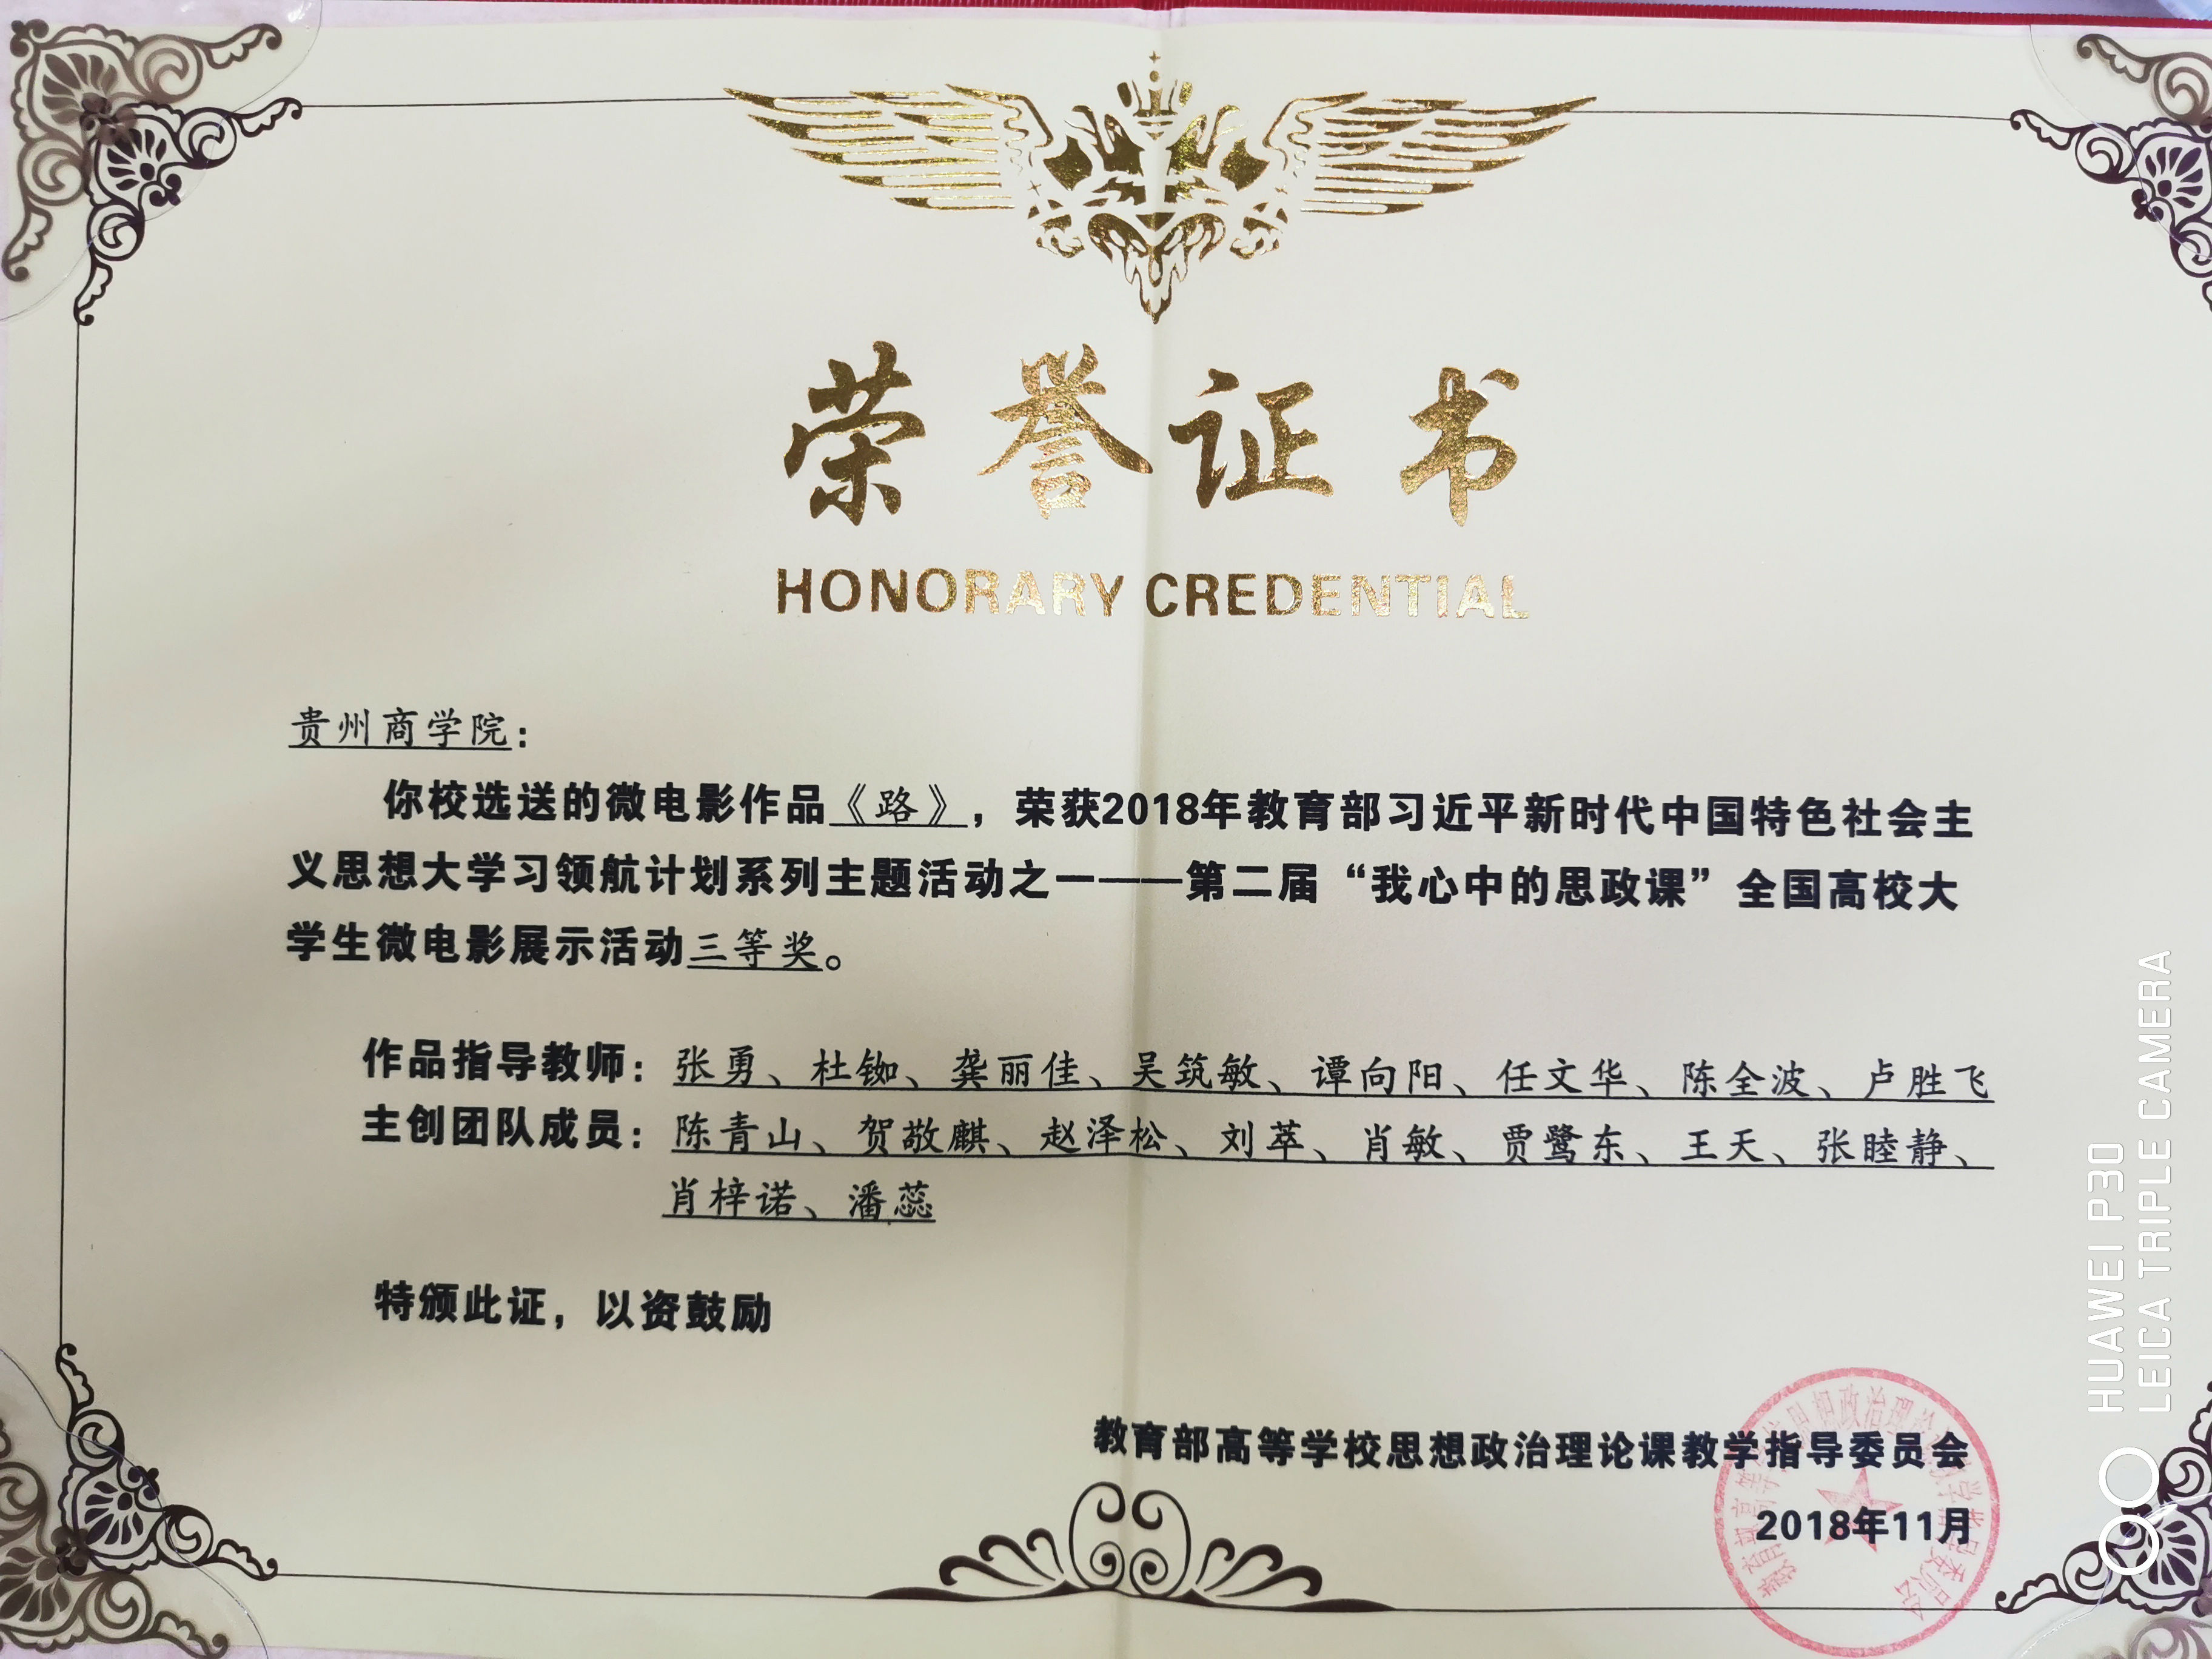 荣誉证书
HONORARY CREDENTIAL
贵州商学院：
你校选送的微电影作品《路》，荣获2018年教育部习近平新时代中国特色社会主
义思想大学习领航计划系列主题活动之一——第二届“我心中的思政课”全国高校大
学生微电影展示活动三等奖。
作品指导教师：张勇、杜铷、龚丽佳、吴筑敏、谭向阳、任文华、陈全波、卢胜飞
主创团队成员：陈青山、贺敬麒、赵泽松、刘萃、肖敏、贾鹭东、王天、张睦静、
肖梓诺、潘蕊
特颁此证，以资鼓励
教育部高等学校思想政治理论课教学指导委员会
2018年11月
HUAWEI P30
LEICA TRIPLE CAMERA